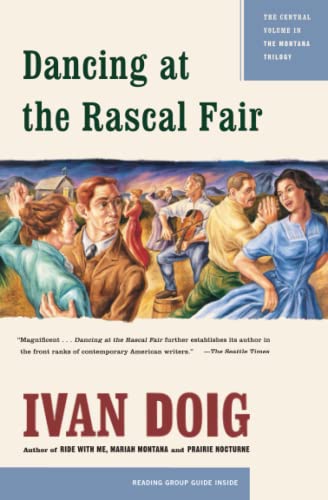 THE CENTRAL
VOLUME IN
THE MONTANA
TRILOGY
Dancing at
the Rascal Fair
"Magnificent . . . Dancing at the Rascal Fair further establishes its author in
the front ranks of contemporary American writers." —The Seattle Times
IVAN DOIG
Author of RIDE WITH ME, MARIAH MONTANA and PRAIRIE NOCTURNE
READING GROUP GUIDE INSIDE